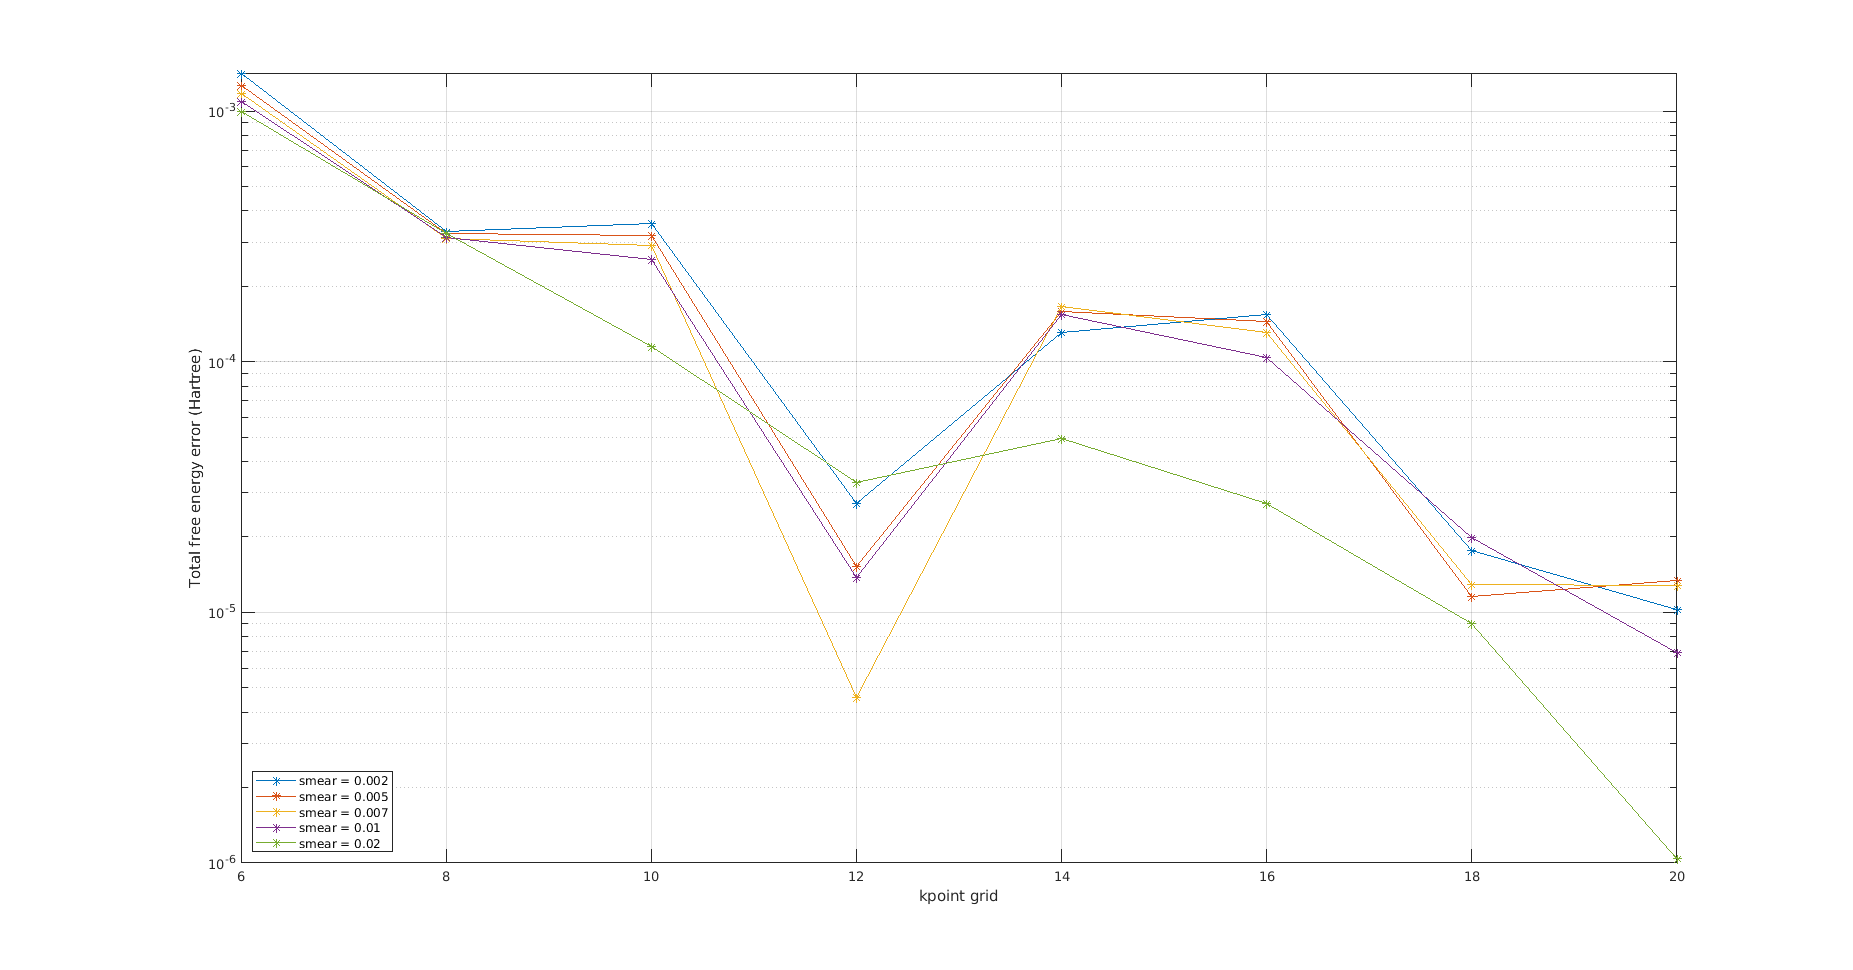 Total free energy error (Hartree)
10^-3
10^-4
10^-5
10^-6
smear = 0.002
smear = 0.005
smear = 0.007
smear = 0.01
smear = 0.02
6 8 10 12 14 16 18 20
kpoint grid